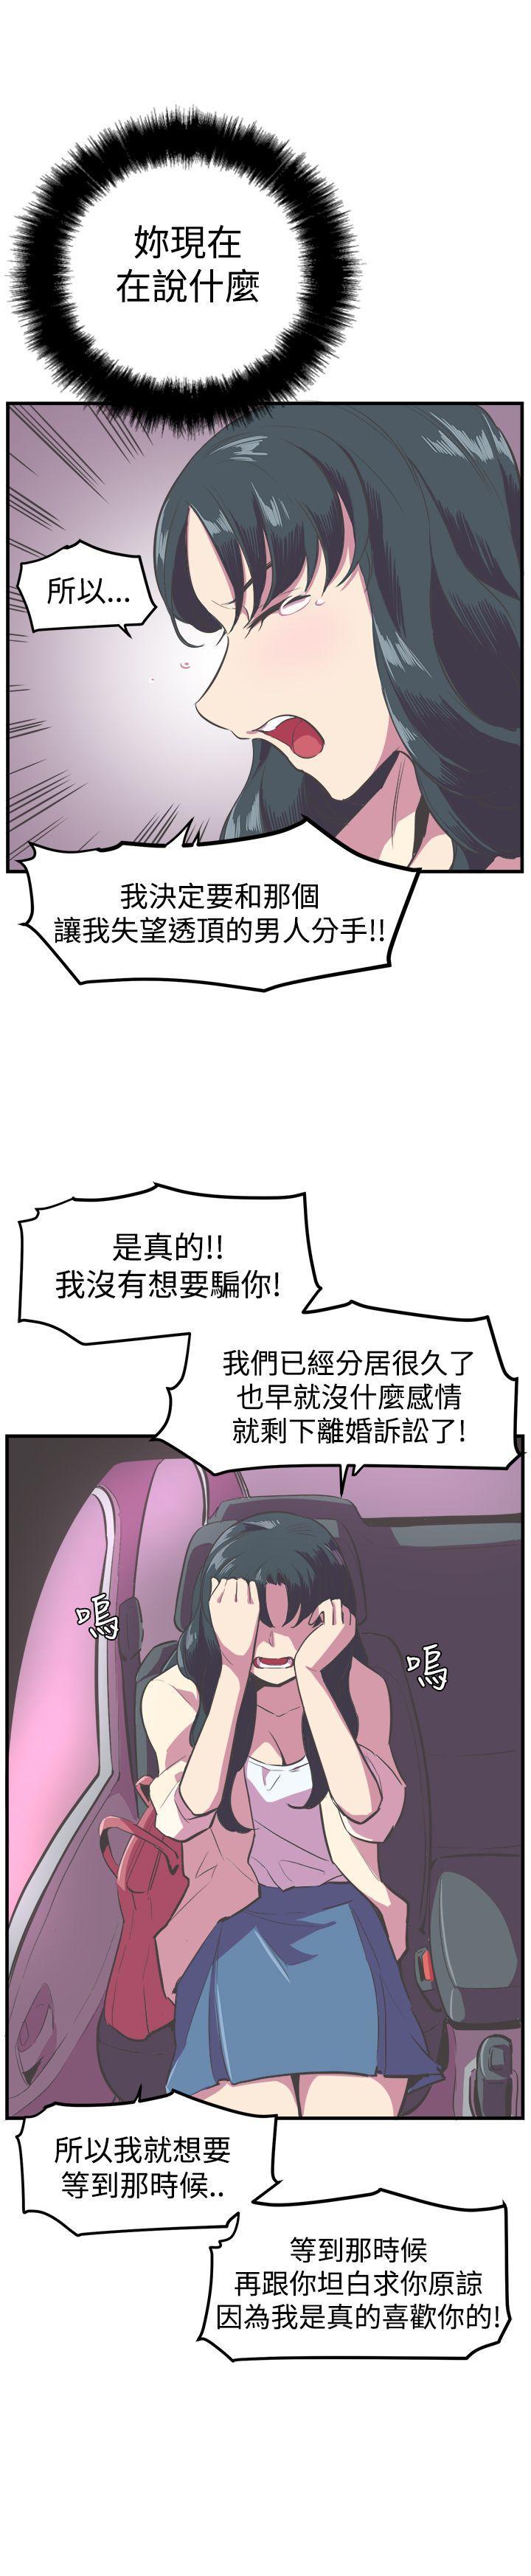 妳現在
在說什麼
所以...
我決定要和那個
讓我失望透頂的男人分手!!
是真的!!
我沒有想要騙你!
我們已經分居很久了
也早就沒什麼感情
就剩下離婚訴訟了!
嗚
嗚
所以我就想要
等到那時候..
等到那時候
再跟你坦白求你原諒
因為我是真的喜歡你的!